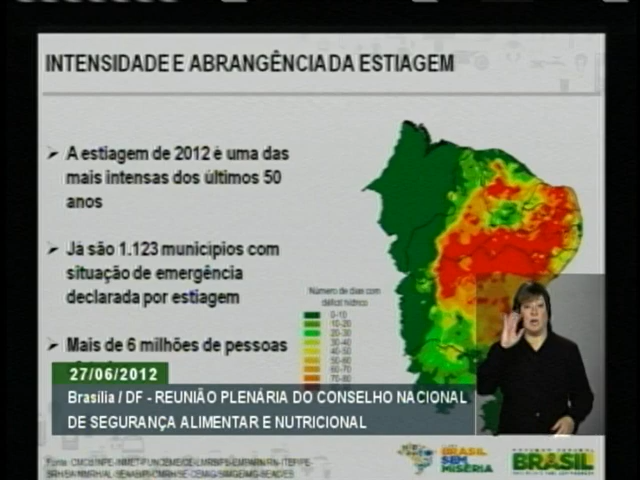 INTENSIDADE E ABRANGÊNCIA DA ESTIAGEM
A estiagem de 2012 é uma das
mais intensas dos últimos 50
anos
Já são 1.123 municípios com
situação de emergência
declarada por estiagem
Mais de 6 milhões de pessoas
Número de dias com
déficit hídrico
0-10
10-20
20-30
30-40
40-50
50-60
60-70
70-80
27/06/2012
Brasília / DF - REUNIÃO PLENÁRIA DO CONSELHO NACIONAL
DE SEGURANÇA ALIMENTAR E NUTRICIONAL
BRASIL
SEM
MISÉRIA
BRASIL